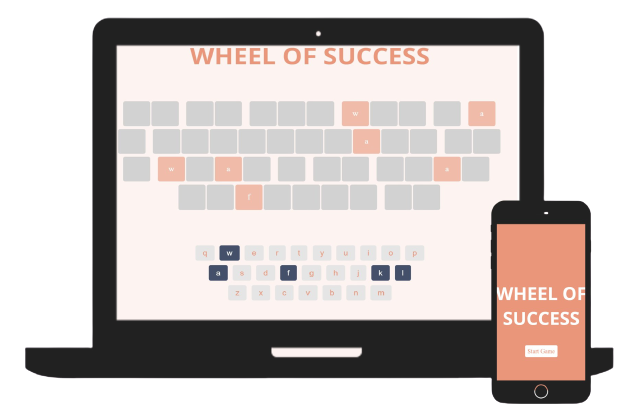 WHEEL OF SUCCESS
w a
a
w a a
f
q w e r t y u i o p
a s d f g h j k l
z x c v b n m
WHEEL OF
SUCCESS
Start Game